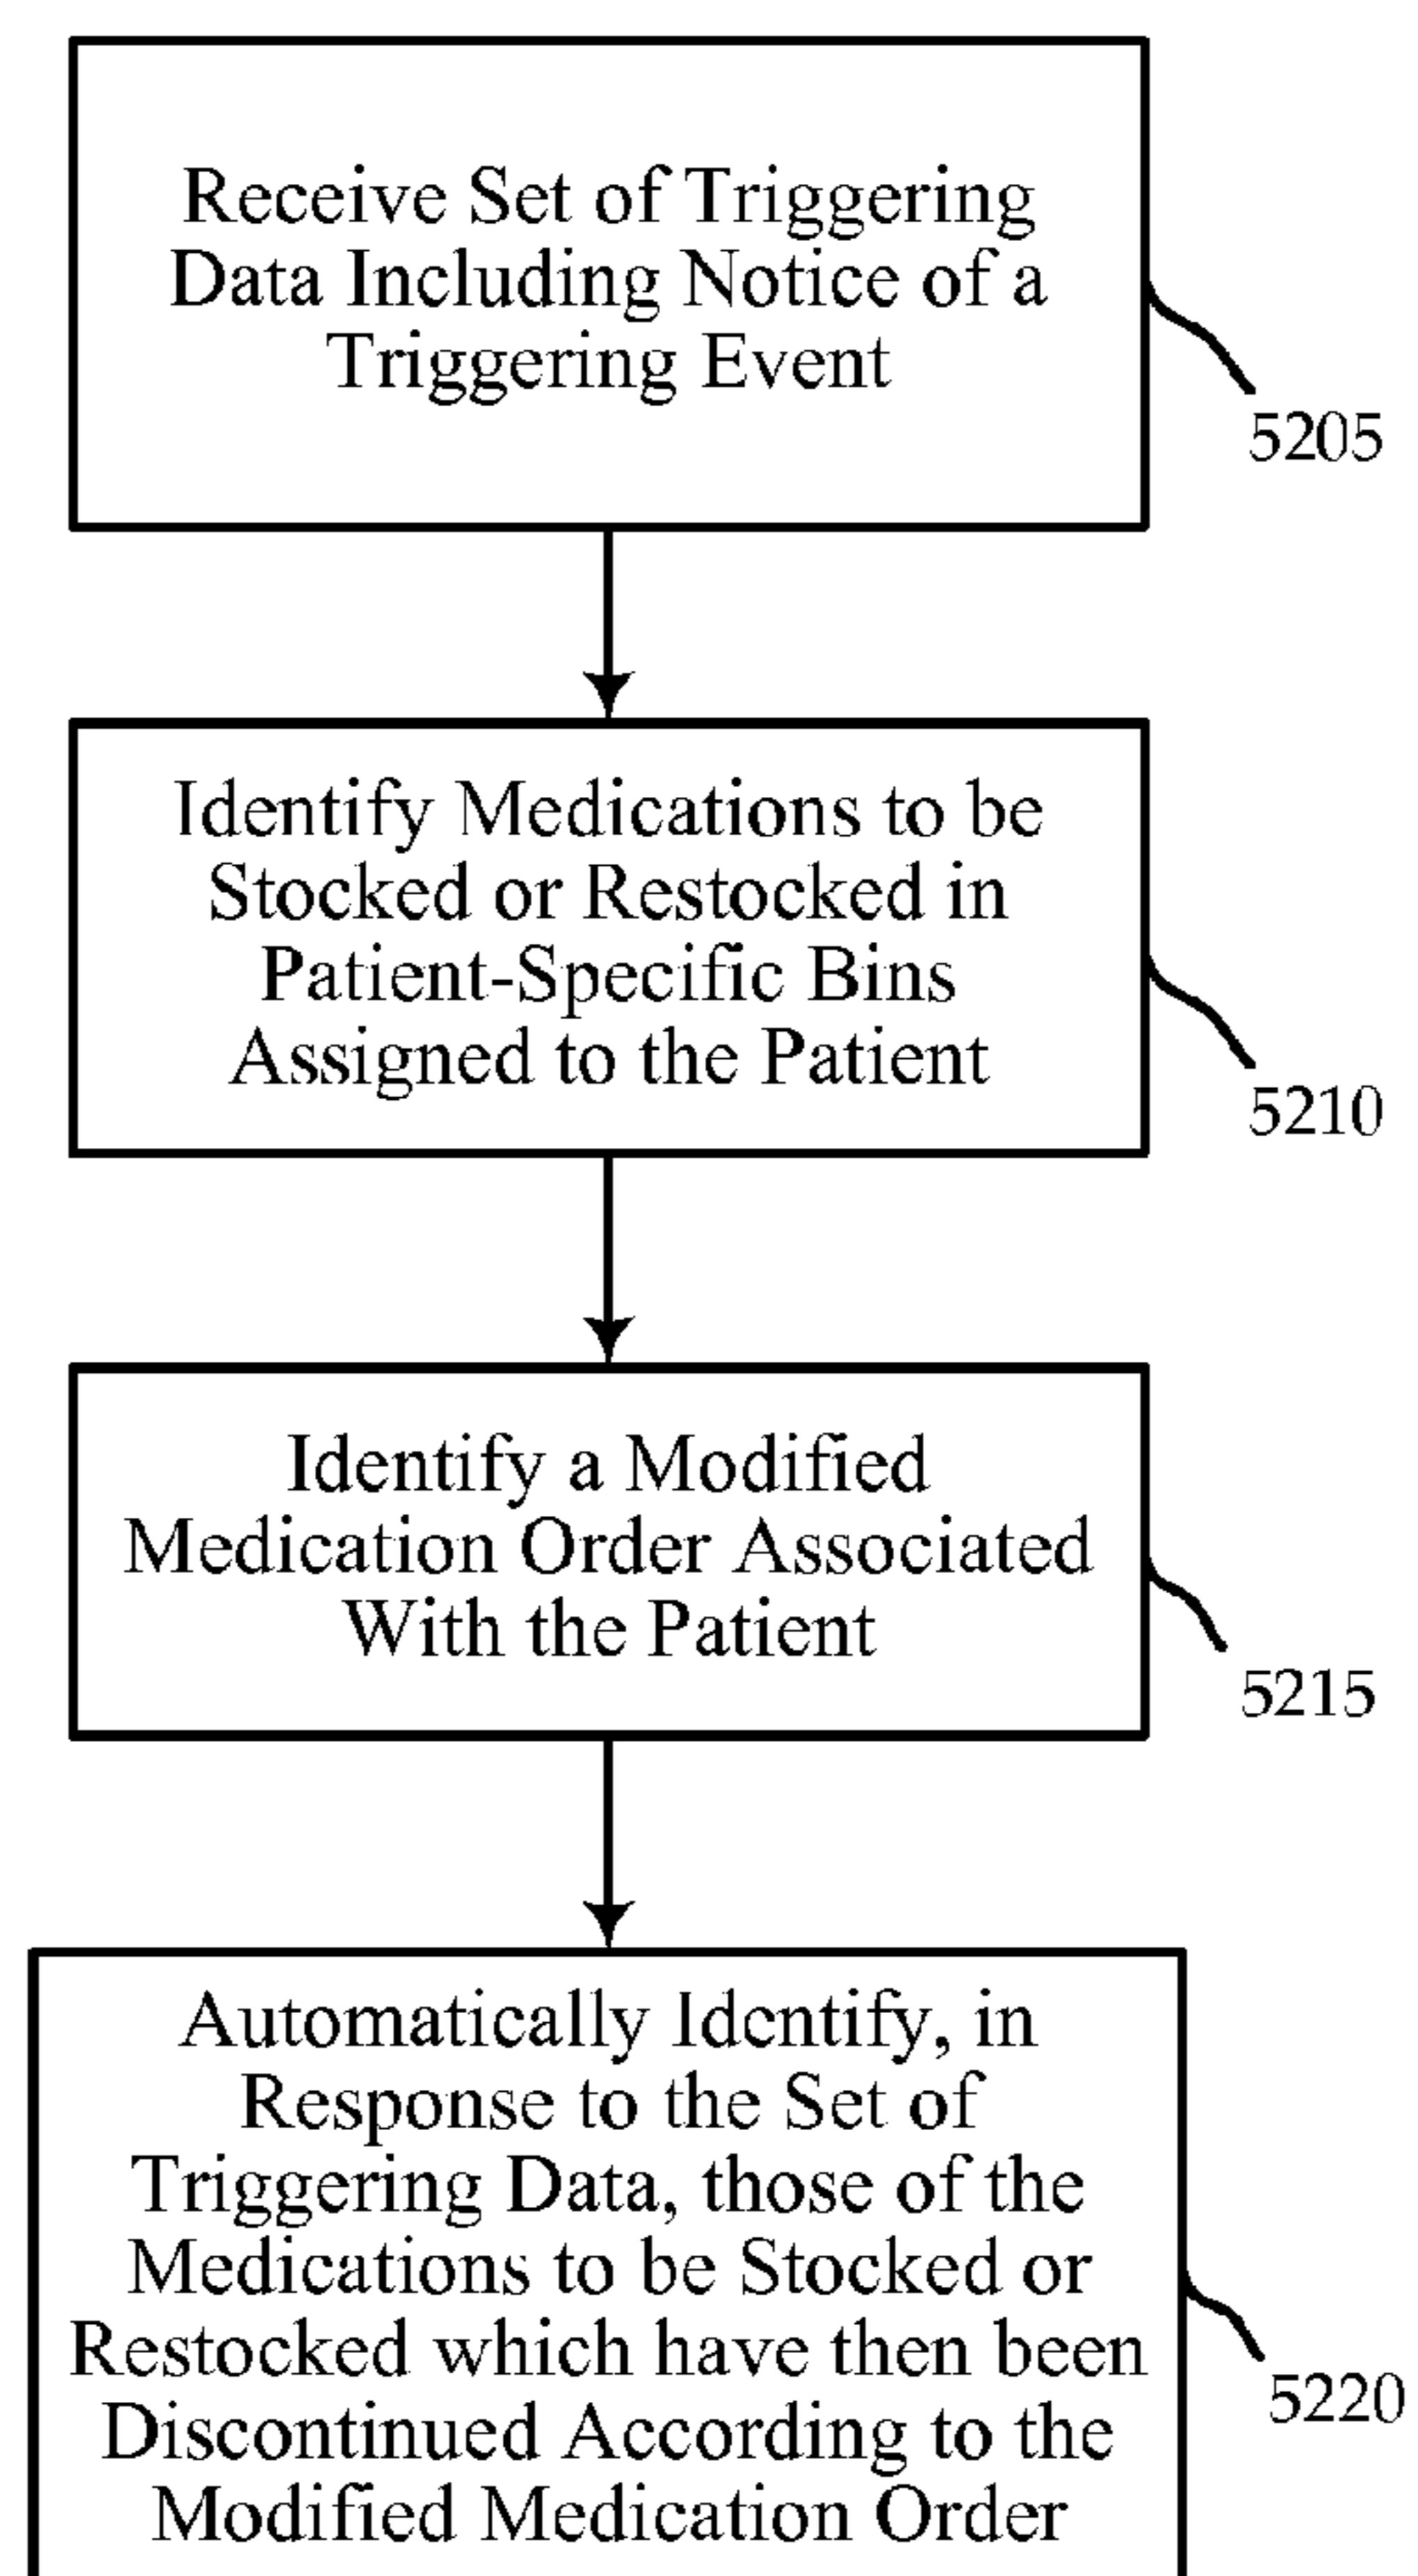 Receive Set of Triggering
Data Including Notice of a
Triggering Event
5205
Identify Medications to be
Stocked or Restocked in
Patient-Specific Bins
Assigned to the Patient
5210
Identify a Modified
Medication Order Associated
With the Patient
5215
Automatically Identify, in
Response to the Set of
Triggering Data, those of the
Medications to be Stocked or
Restocked which have then been
Discontinued According to the
Modified Medication Order
5220